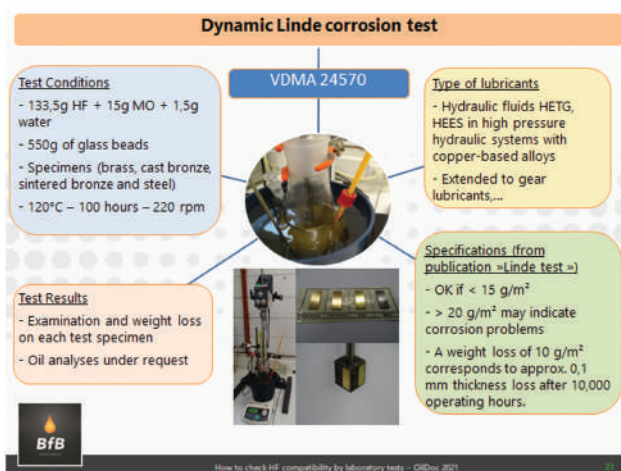 Dynamic Linde corrosion test
VDMA 24570
Test Conditions
- 133,5g HF + 15g MO + 1,5g
water
- 550g of glass beads
- Specimens (brass, cast bronze,
sintered bronze and steel)
- 120°C – 100 hours – 220 rpm
Type of lubricants
- Hydraulic fluids HETG,
HEES in high pressure
hydraulic systems with
copper-based alloys
- Extended to gear
lubricants,...
Test Results
- Examination and weight loss
on each test specimen
- Oil analyses under request
Specifications (from
publication »Linde test »)
- OK if < 15 g/m²
- > 20 g/m² may indicate
corrosion problems
- A weight loss of 10 g/m²
corresponds to approx. 0,1
mm thickness loss after 10,000
operating hours.
BfB
How to check HF compatibility by laboratory tests – OilDoc 2021